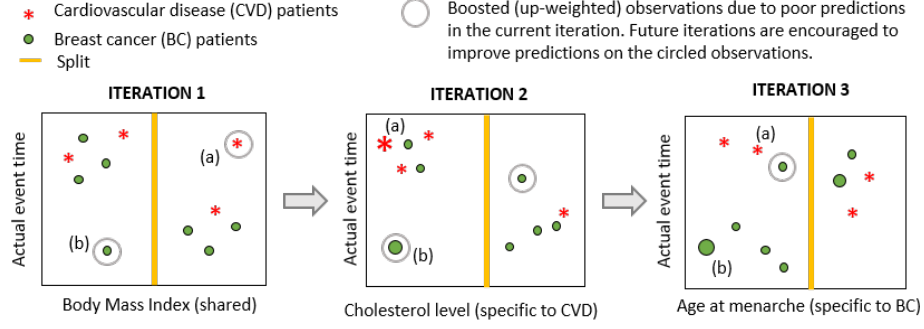 Cardiovascular disease (CVD) patients
Breast cancer (BC) patients
Split
Boosted (up-weighted) observations due to poor predictions
in the current iteration. Future iterations are encouraged to
improve predictions on the circled observations.
ITERATION 1
ITERATION 2
ITERATION 3
Actual event time
(a)
(b)
Body Mass Index (shared)
Actual event time
(a)
(b)
Cholesterol level (specific to CVD)
Actual event time
(a)
(b)
Age at menarche (specific to BC)